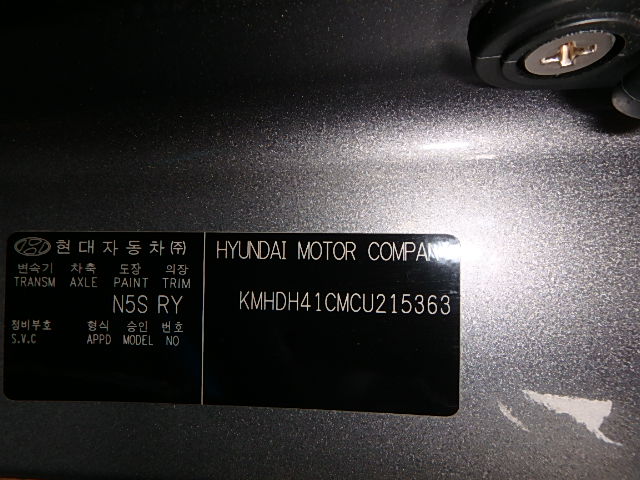 현대자동차㈜
변속기 차축 도장 의장
TRANSM AXLE PAINT TRIM
N5S RY
정비부호 형식 승인 번호
S.V.C APPD MODEL NO
HYUNDAI MOTOR COMPANY
KMHDH41CMCU215363